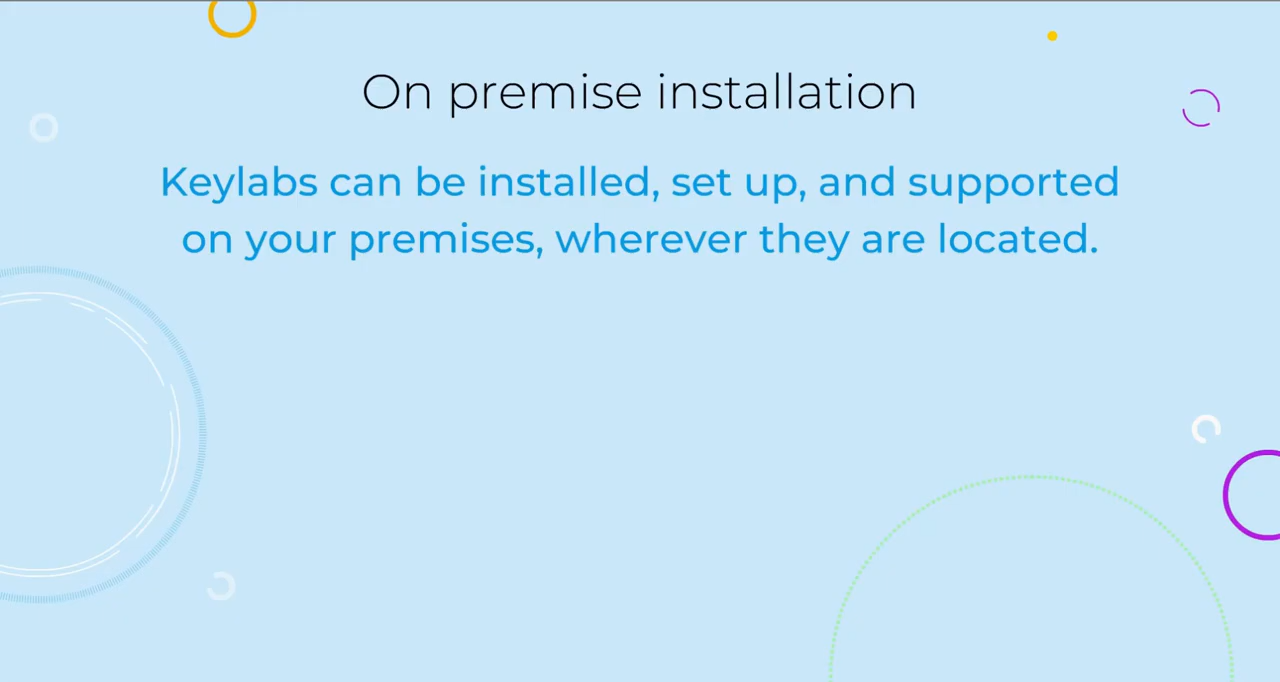 On premise installation
Keylabs can be installed, set up, and supported
on your premises, wherever they are located.